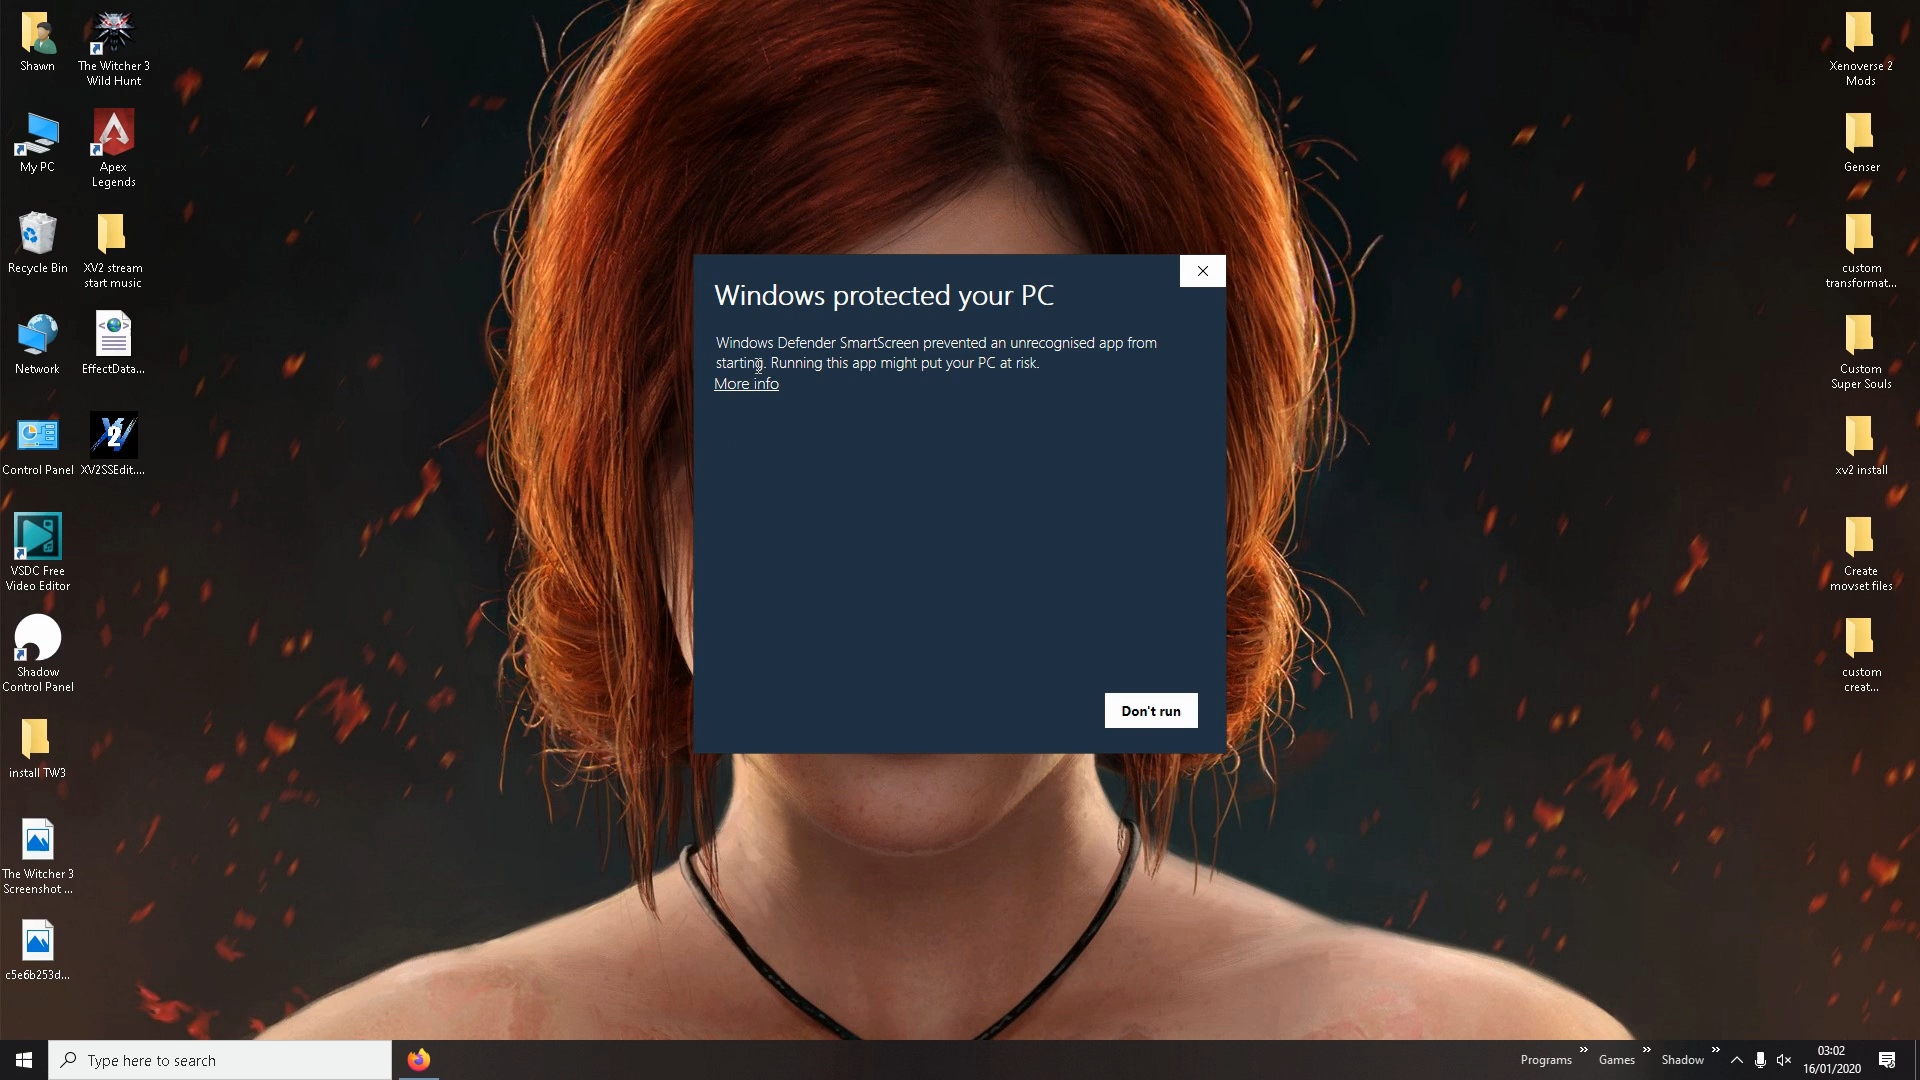 Shawn
The Witcher 3
Wild Hunt
My PC
Apex
Legends
Recycle Bin
XV2 stream
start music
Network
EffectData...
Control Panel
XV2SSEdit....
VSDC Free
Video Editor
Shadow
Control Panel
install TW3
The Witcher 3
Screenshot ...
c5e6b253d...
Windows protected your PC
Windows Defender SmartScreen prevented an unrecognised app from
starting. Running this app might put your PC at risk.
More info
Don't run
Xenoverse 2
Mods
Genser
custom
transformat...
Custom
Super Souls
xv2 install
Create
movset files
custom
creat...
Type here to search
Programs
Games
Shadow
03:02
16/01/2020